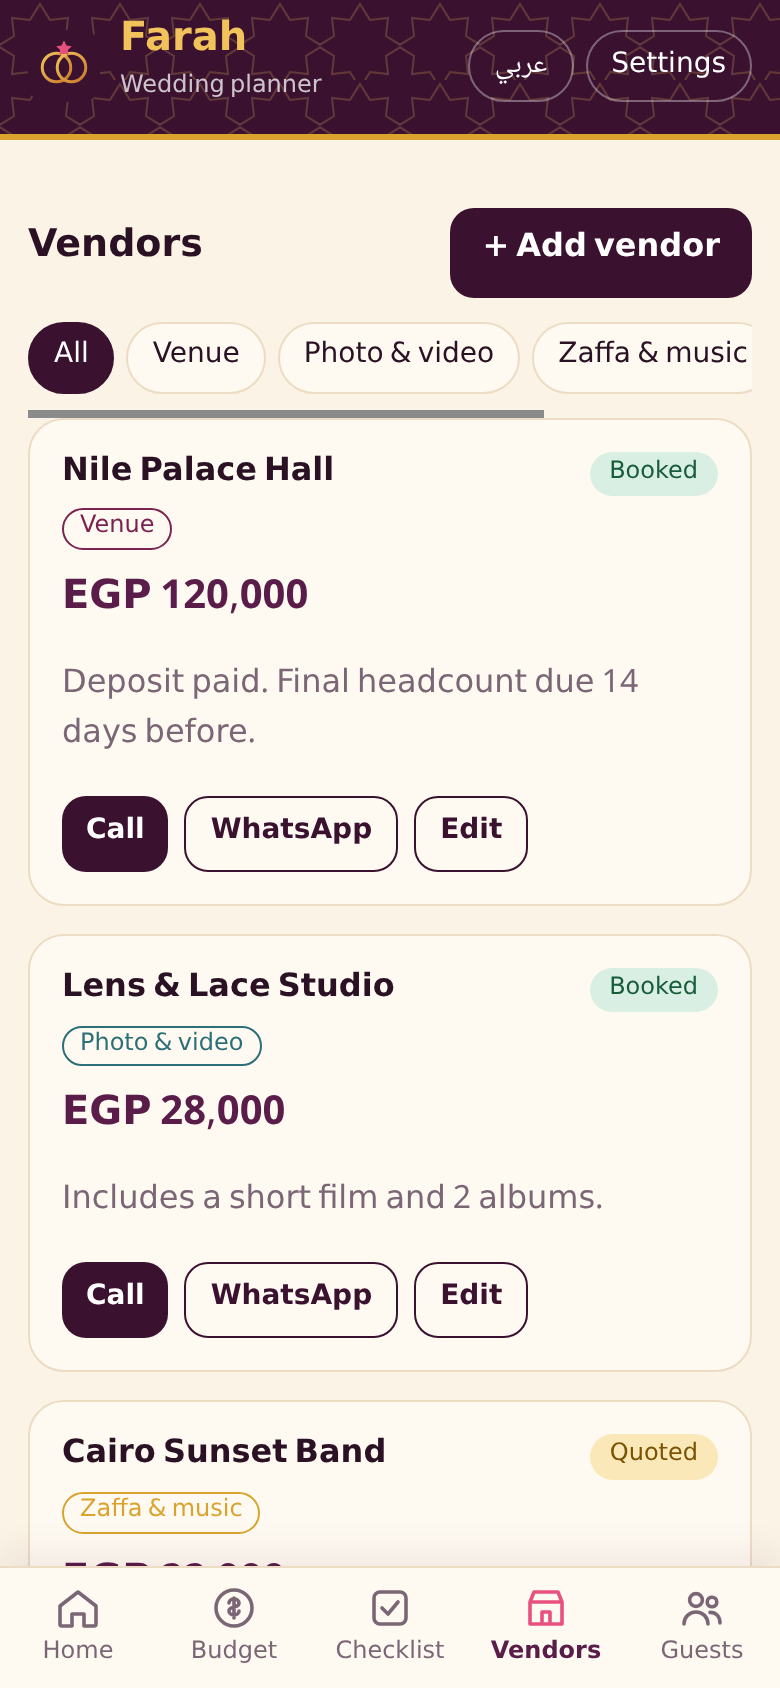 Farah
Wedding planner
عربي
Settings
Vendors
+ Add vendor
All
Venue
Photo & video
Zaffa & music
Nile Palace Hall
Booked
Venue
EGP 120,000
Deposit paid. Final headcount due 14
days before.
Call
WhatsApp
Edit
Lens & Lace Studio
Booked
Photo & video
EGP 28,000
Includes a short film and 2 albums.
Call
WhatsApp
Edit
Cairo Sunset Band
Quoted
Zaffa & music
EGP
Home
Budget
Checklist
Vendors
Guests